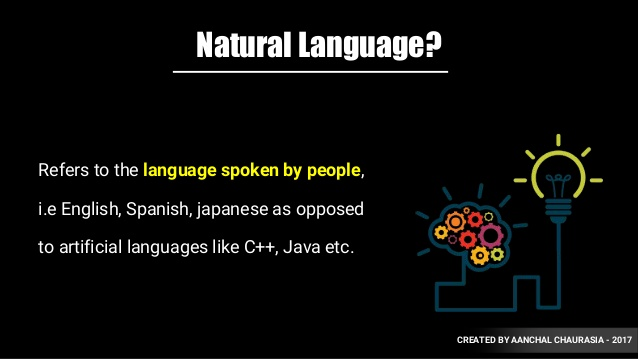 Natural Language?
Refers to the language spoken by people,
i.e English, Spanish, japanese as opposed
to artificial languages like C++, Java etc.
CREATED BY AANCHAL CHAURASIA - 2017